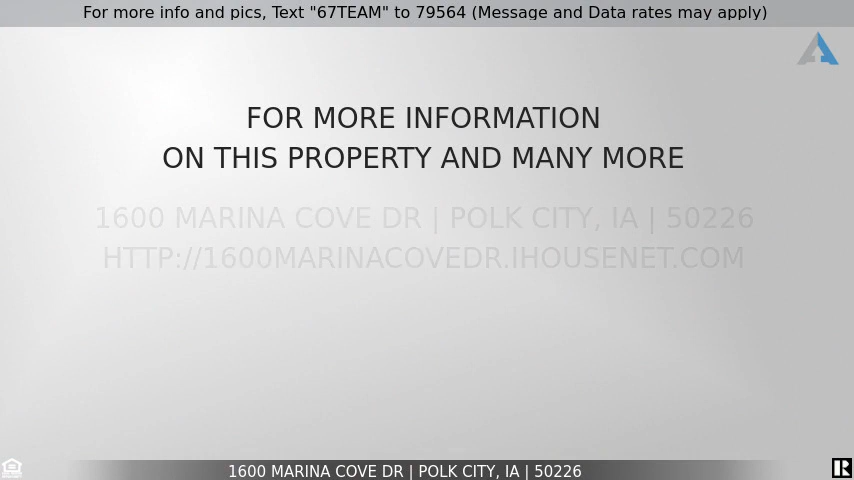 For more info and pics, Text "67TEAM" to 79564 (Message and Data rates may apply)
FOR MORE INFORMATION
ON THIS PROPERTY AND MANY MORE
1600 MARINA COVE DR | POLK CITY, IA | 50226
HTTP://1600MARINACOVEDR.IHOUSENET.COM
1600 MARINA COVE DR | POLK CITY, IA | 50226